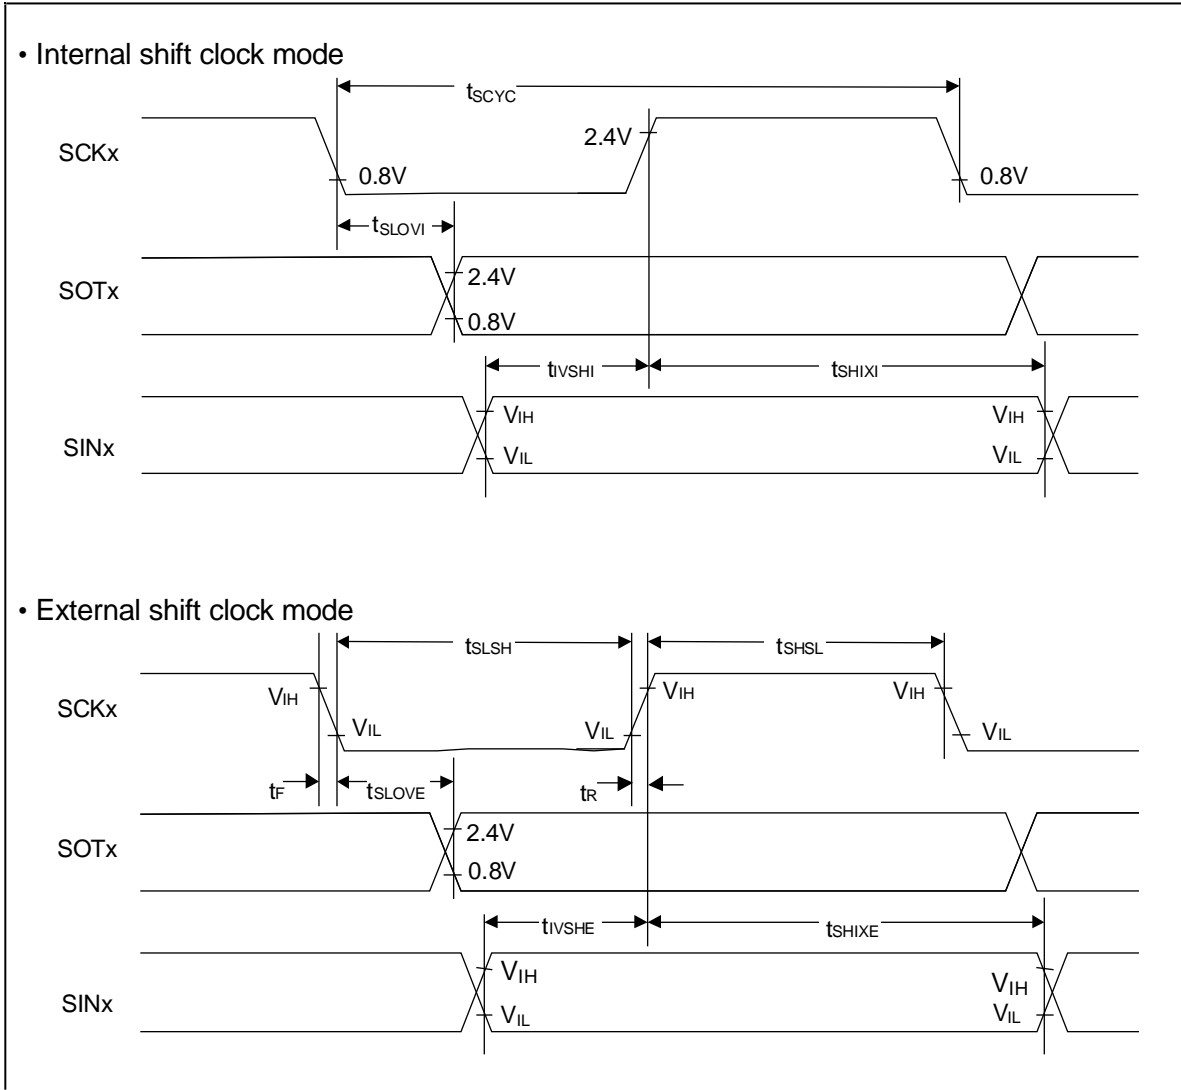 • Internal shift clock mode
tSCYC
SCKx
2.4V
0.8V
0.8V
tSLOVI
SOTx
2.4V
0.8V
tIVSHI
tSHIXI
SINx
VIH
VIH
VIL
VIL
• External shift clock mode
tSLSH
tSHSL
SCKx
VIH
VIH
VIH
VIL
VIL
VIL
tF
tSLOVE
tR
SOTx
2.4V
0.8V
tIVSHE
tSHIXE
SINx
VIH
VIH
VIL
VIL